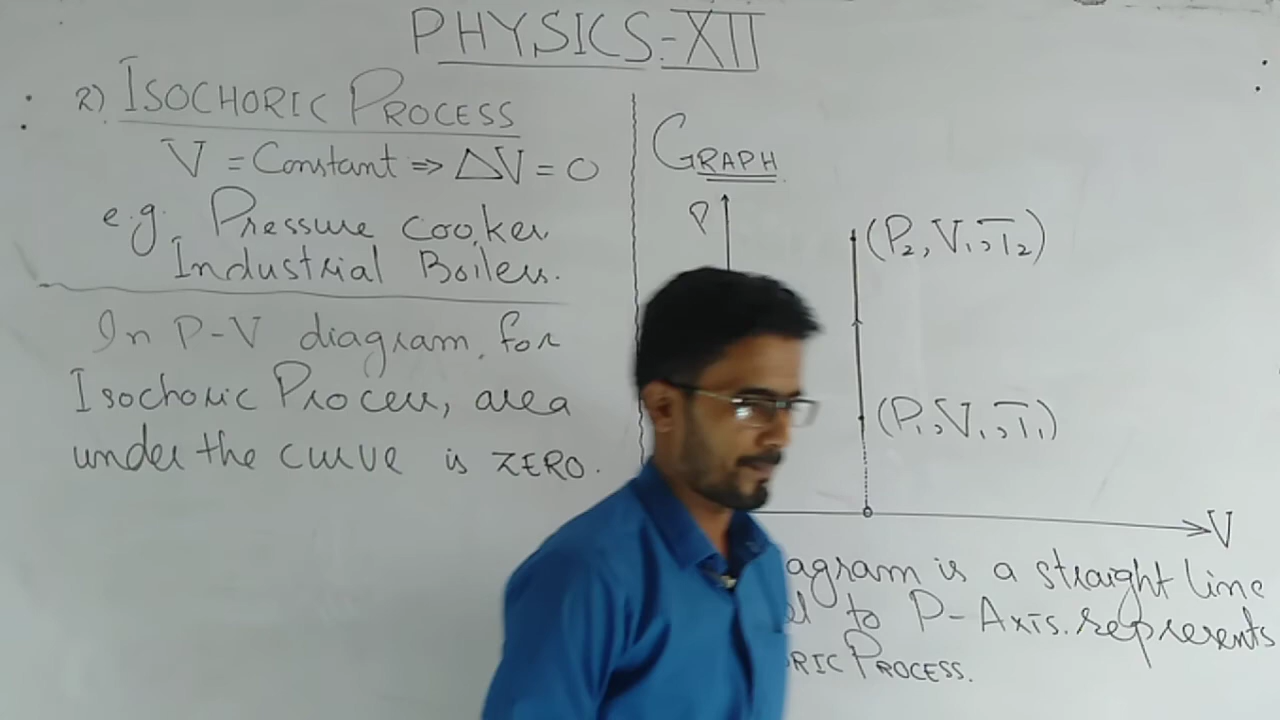 PHYSICS-XII
2) ISOCHORIC PROCESS
V = Constant ⇒ ΔV = 0
e.g. Pressure cooker
Industrial Boilers.
In P-V diagram, for
Isochoric Process, area
under the curve is ZERO.
GRAPH
P
(P₂, V₁, T₂)
(P₁, V₁, T₁)
V
agram is a straight line
to P-AXIS. represents
RIC PROCESS.